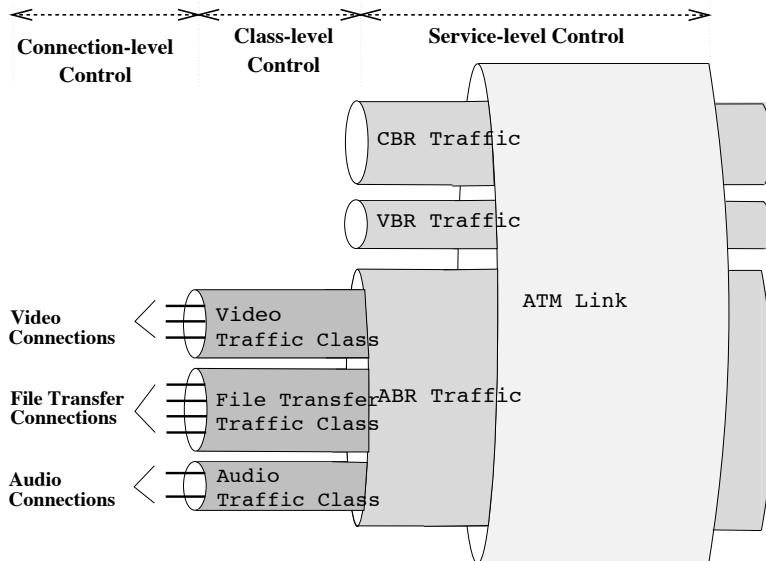 Connection-level
Control
Class-level
Control
Service-level Control
CBR Traffic
VBR Traffic
ATM Link
Video
Connections
Video
Traffic Class
File Transfer
Connections
File Transfer
Traffic Class
ABR Traffic
Audio
Connections
Audio
Traffic Class